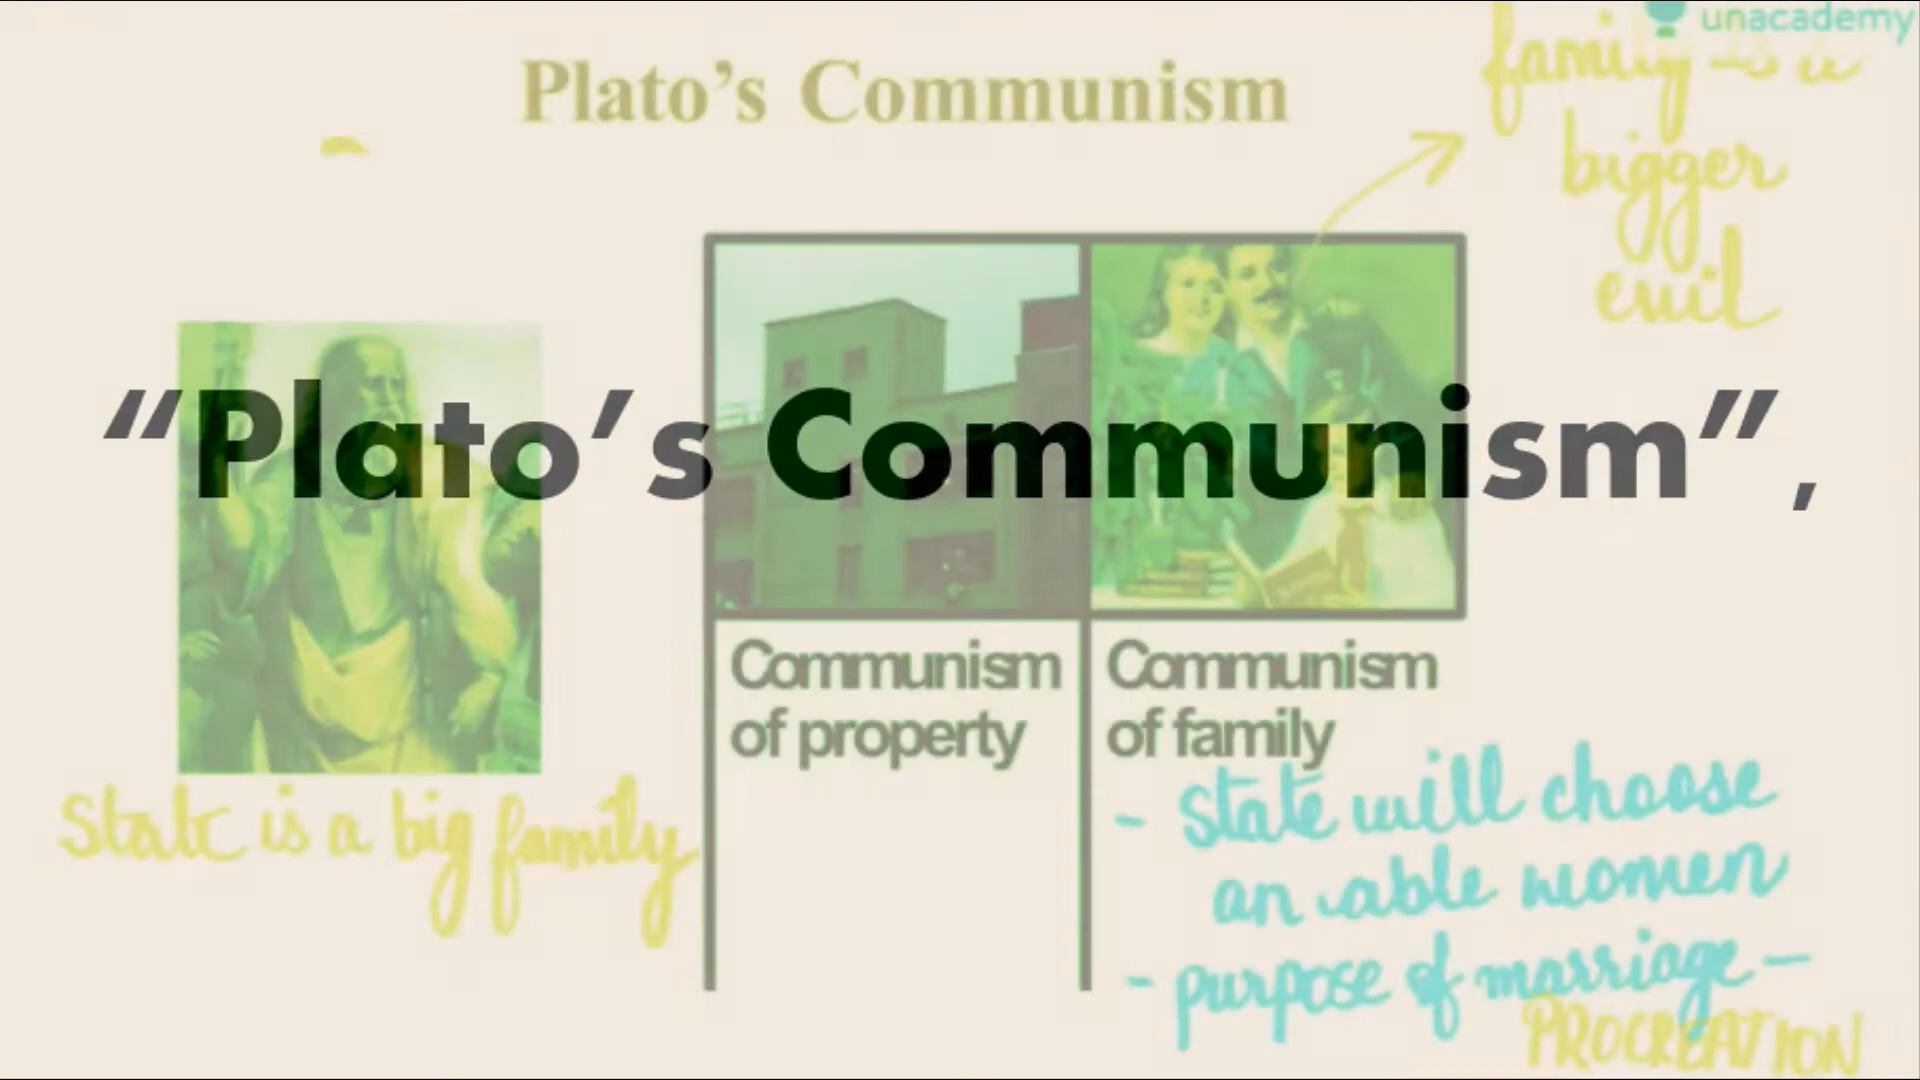 unacademy
Plato's Communism
family is a
bigger
evil
“Plato’s Communism”,
Communism
of property
Communism
of family
State is a big family
- State will choose
an able women
- purpose of marriage -
PROCREATION